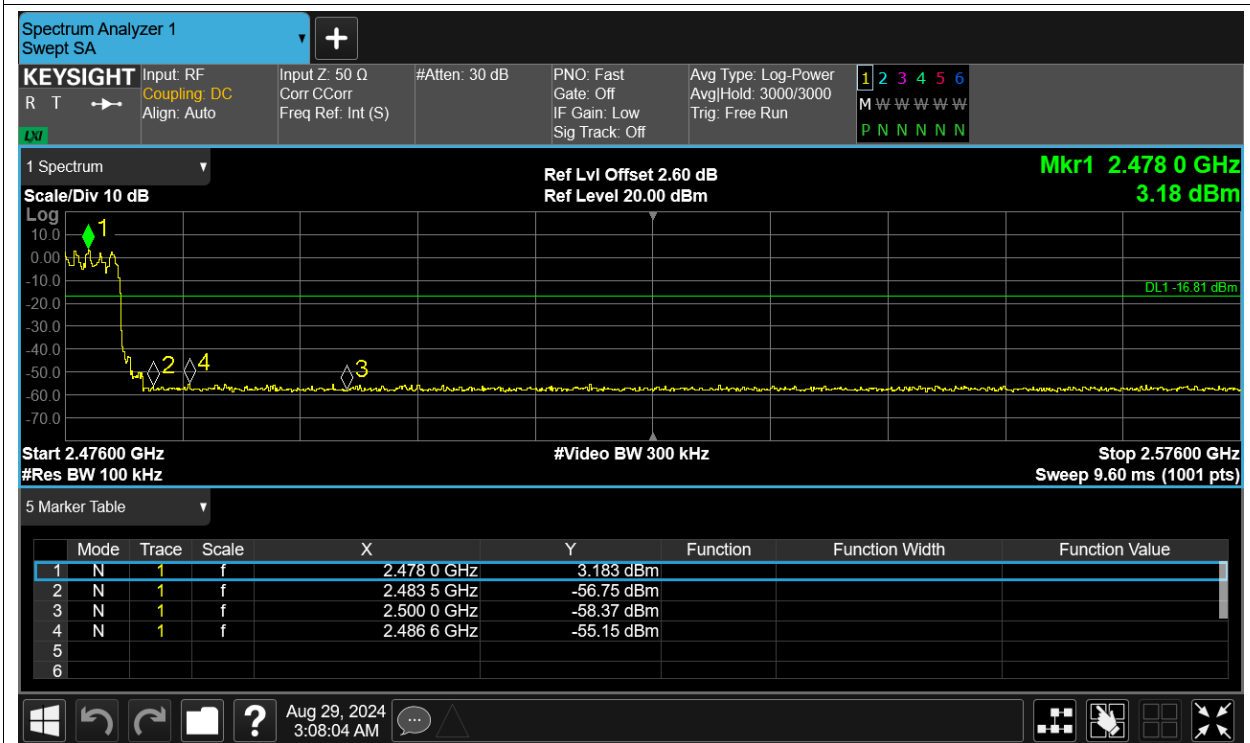 Spectrum Analyzer 1
Swept SA
+
KEYSIGHT
R T
LXI
Input: RF
Coupling: DC
Align: Auto
Input Z: 50 Ω
Corr CCorr
Freq Ref: Int (S)
#Atten: 30 dB
PNO: Fast
Gate: Off
IF Gain: Low
Sig Track: Off
Avg Type: Log-Power
Avg|Hold: 3000/3000
Trig: Free Run
1 2 3 4 5 6
M W W W W W
P N N N N N
1 Spectrum
Scale/Div 10 dB
Ref Lvl Offset 2.60 dB
Ref Level 20.00 dBm
Mkr1 2.478 0 GHz
3.18 dBm
Log
10.0
0.00
-10.0
-20.0
-30.0
-40.0
-50.0
-60.0
-70.0
1
2
4
3
DL1 -16.81 dBm
Start 2.47600 GHz
#Res BW 100 kHz
#Video BW 300 kHz
Stop 2.57600 GHz
Sweep 9.60 ms (1001 pts)
5 Marker Table
Mode Trace Scale X Y Function Function Width Function Value
1 N 1 f 2.478 0 GHz 3.183 dBm
2 N 1 f 2.483 5 GHz -56.75 dBm
3 N 1 f 2.500 0 GHz -58.37 dBm
4 N 1 f 2.486 6 GHz -55.15 dBm
5
6
?
Aug 29, 2024
3:08:04 AM